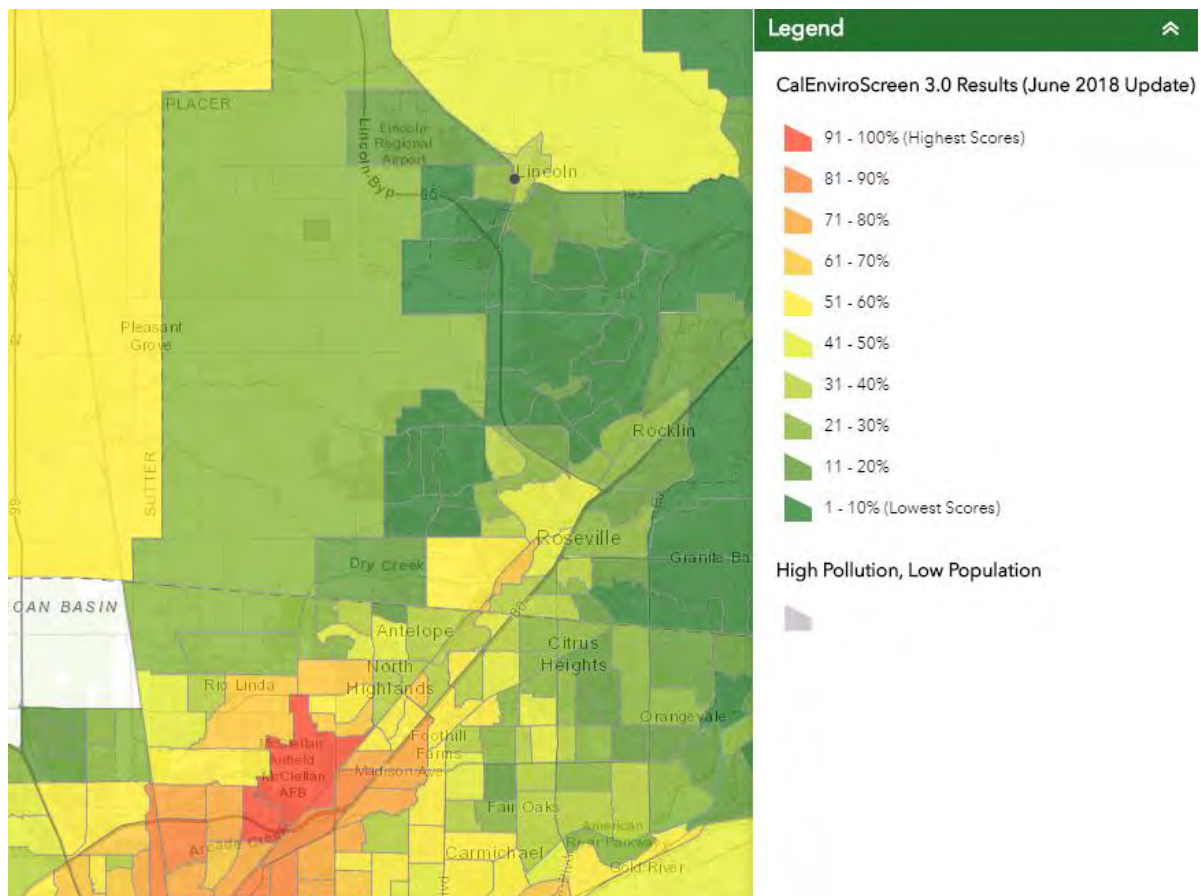 Legend
CalEnviroScreen 3.0 Results (June 2018 Update)
91 - 100% (Highest Scores)
81 - 90%
71 - 80%
61 - 70%
51 - 60%
41 - 50%
31 - 40%
21 - 30%
11 - 20%
1 - 10% (Lowest Scores)
High Pollution, Low Population
PLACER
Lincoln
Regional
Airport
Lincoln-Byp
Lincoln
65
193
Pleasant
Grove
SUTTER
99
Rocklin
Roseville
Dry Creek
Granite Ba
80
CAN BASIN
Antelope
Citrus
Heights
North
Highlands
Rio Linda
Orangevale
McClellan
Airfield
McClellan
AFB
Foothill
Farms
Madison Ave
Fair Oaks
Arcade Creek
American
River Parkway
Carmichael
Gold River